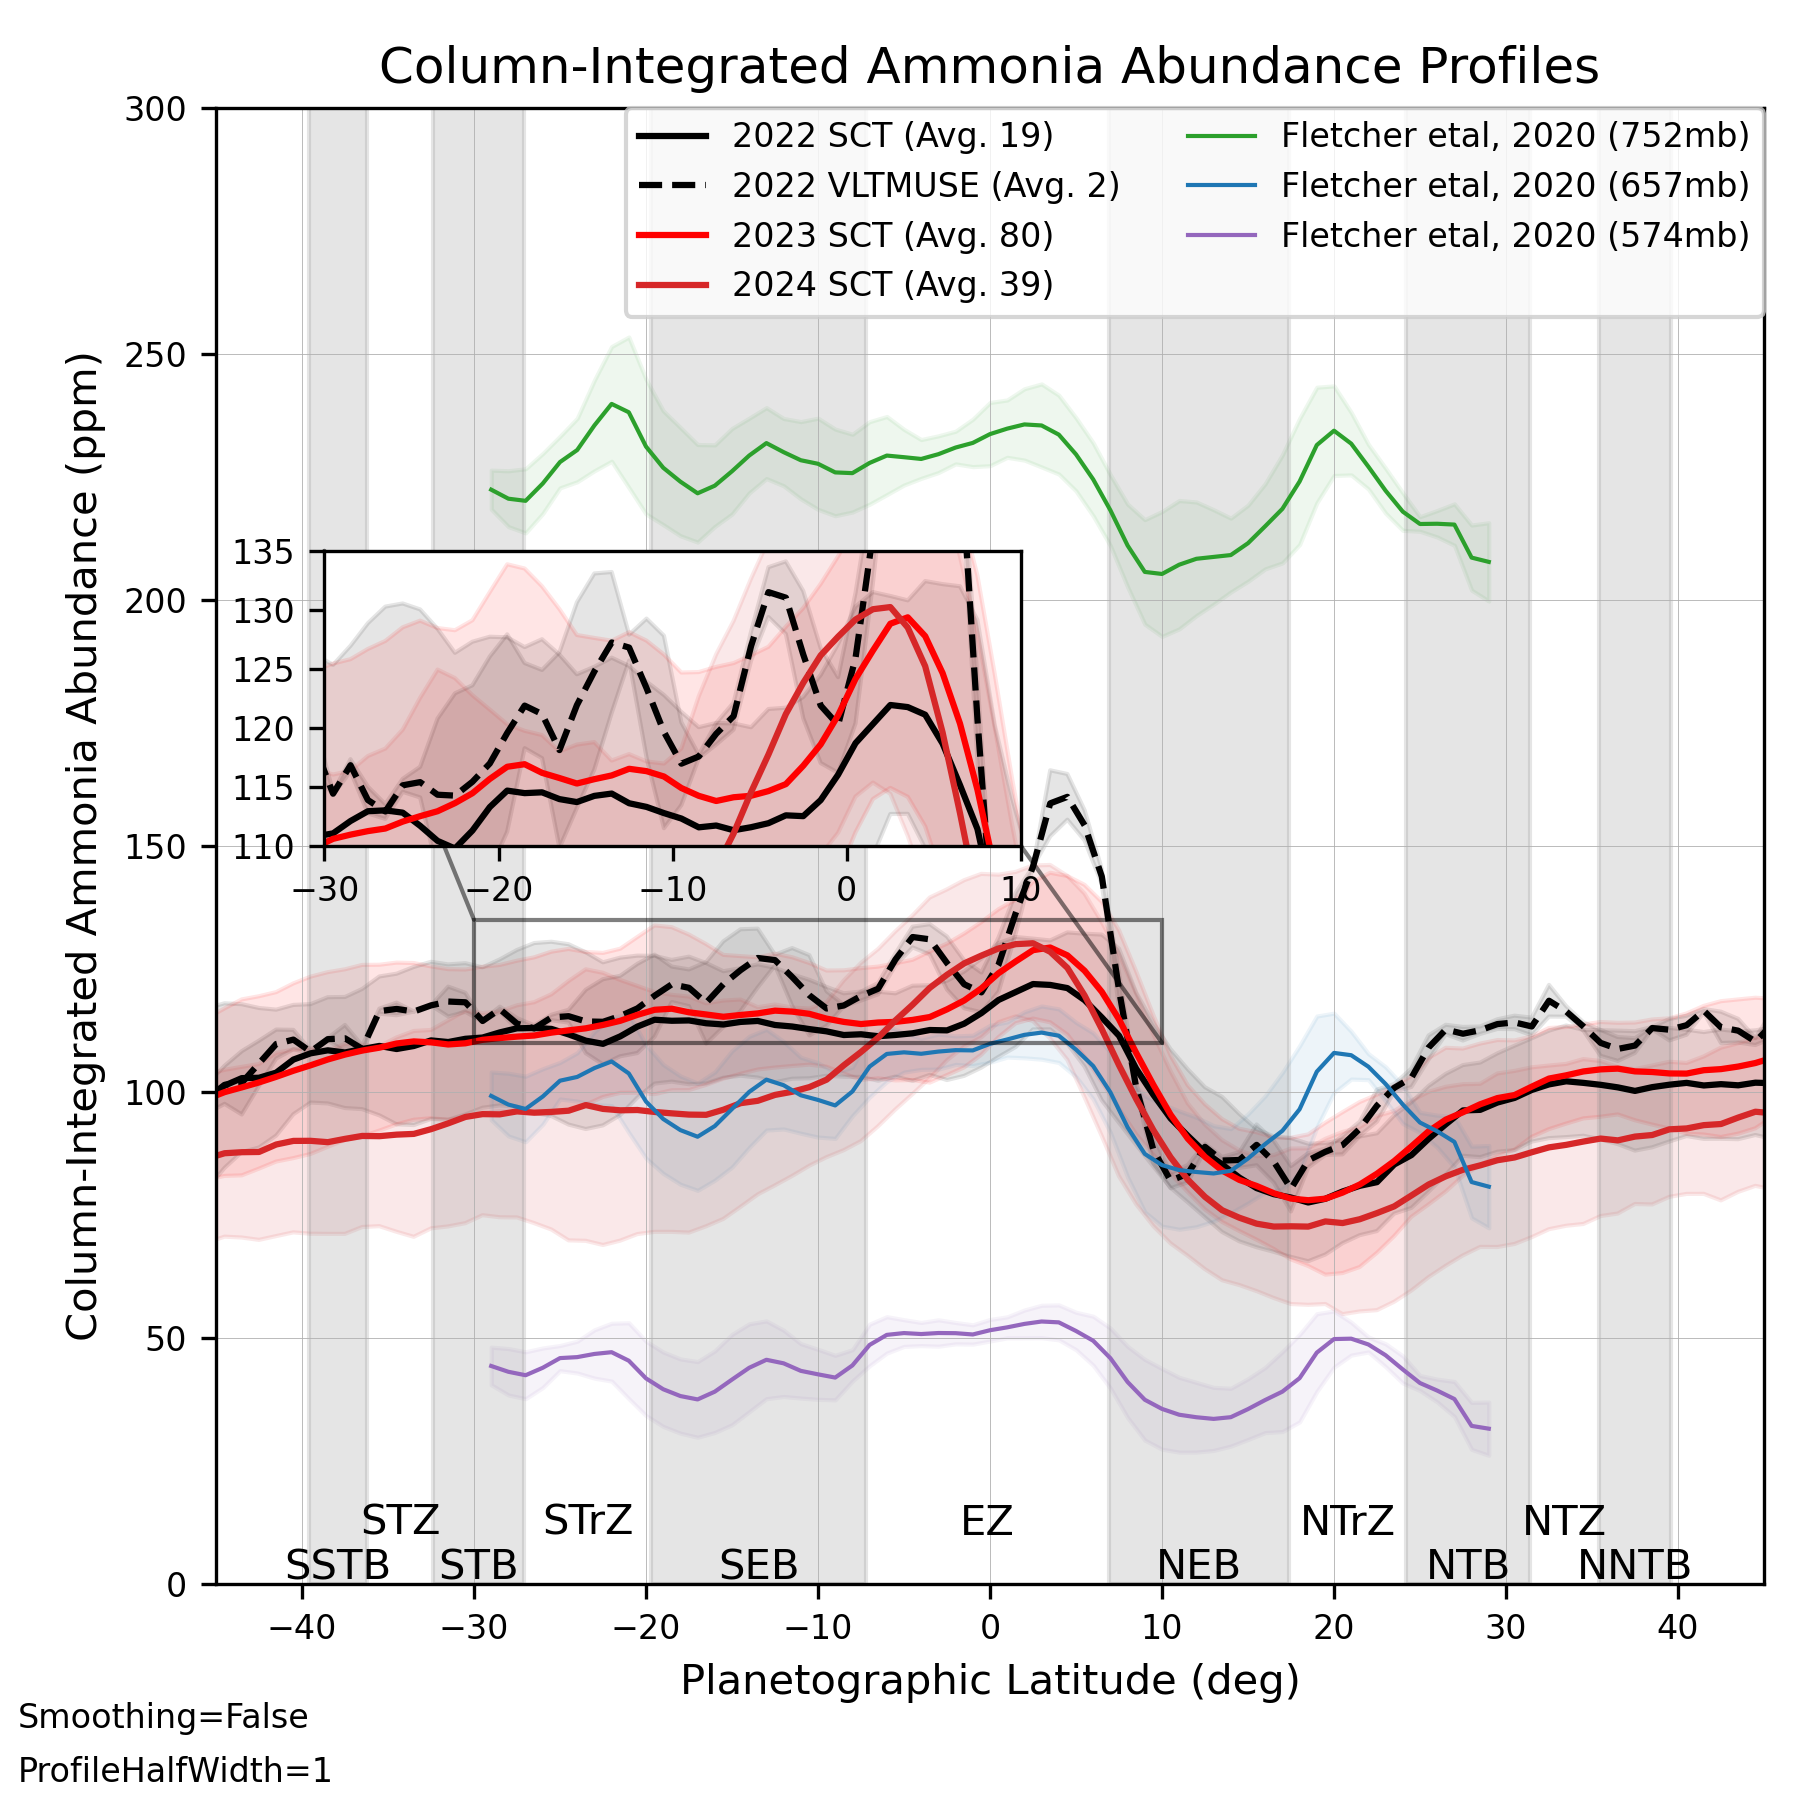 Column-Integrated Ammonia Abundance Profiles
Column-Integrated Ammonia Abundance (ppm)
300
250
200
150
100
50
0
2022 SCT (Avg. 19)
2022 VLTMUSE (Avg. 2)
2023 SCT (Avg. 80)
2024 SCT (Avg. 39)
Fletcher etal, 2020 (752mb)
Fletcher etal, 2020 (657mb)
Fletcher etal, 2020 (574mb)
135
130
125
120
115
110
−30 −20 −10 0 10
STZ STrZ EZ NTrZ NTZ
SSTB STB SEB NEB NTB NNTB
−40 −30 −20 −10 0 10 20 30 40
Planetographic Latitude (deg)
Smoothing=False
ProfileHalfWidth=1